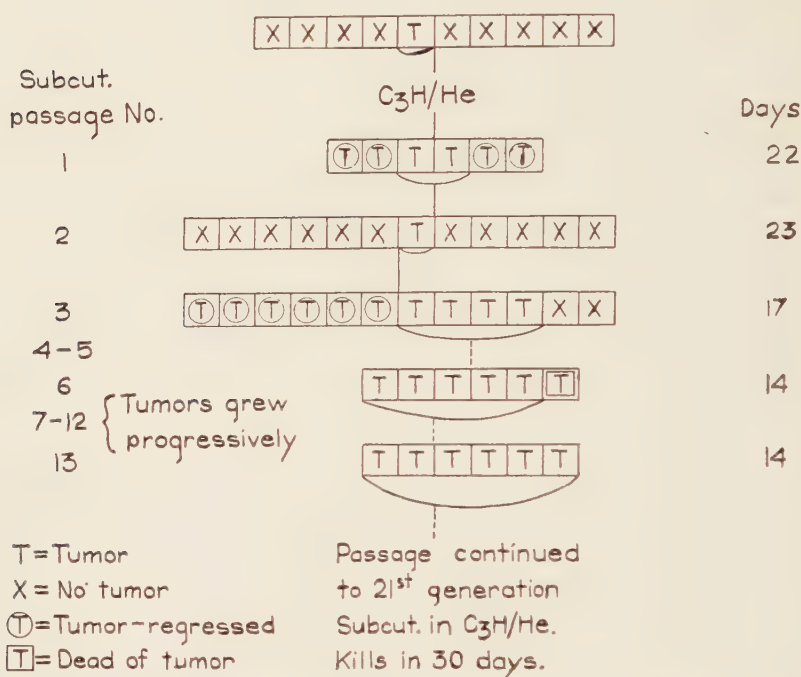 X X X X T X X X X X
Subcut.
passage No.
C3H/He
Days
1 Ⓣ Ⓣ T T Ⓣ Ⓣ 22
2 X X X X X X T X X X X X 23
3 Ⓣ Ⓣ Ⓣ Ⓣ Ⓣ Ⓣ T T T T X X 17
4-5
6 T T T T T 🅃 14
7-12 { Tumors grew
progressively
13 T T T T T T 14
T = Tumor
X = No tumor
Ⓣ = Tumor-regressed
🅃 = Dead of tumor
Passage continued
to 21st generation
Subcut. in C3H/He.
Kills in 30 days.